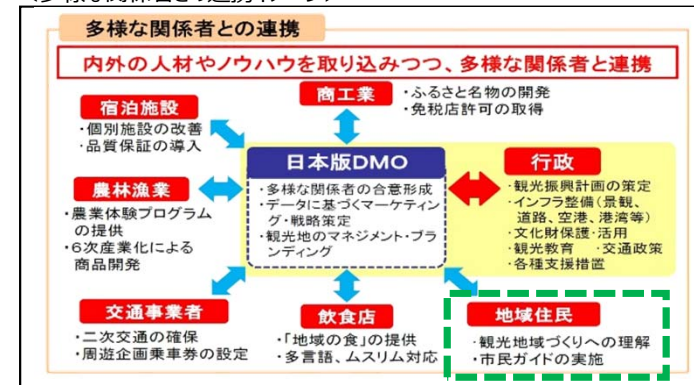 多様な関係者との連携
内外の人材やノウハウを取り込みつつ、多様な関係者と連携
商工業
・ふるさと名物の開発
・免税店許可の取得
宿泊施設
・個別施設の改善
・品質保証の導入
日本版DMO
・多様な関係者の合意形成
・データに基づくマーケティ
ング・戦略策定
・観光地のマネジメント・ブラ
ンディング
行政
・観光振興計画の策定
・インフラ整備(景観、
道路、空港、港湾等)
・文化財保護・活用
・観光教育 ・交通政策
・各種支援措置
農林漁業
・農業体験プログラム
の提供
・6次産業化による
商品開発
交通事業者
・二次交通の確保
・周遊企画乗車券の設定
飲食店
・「地域の食」の提供
・多言語、ムスリム対応
地域住民
・観光地域づくりへの理解
・市民ガイドの実施